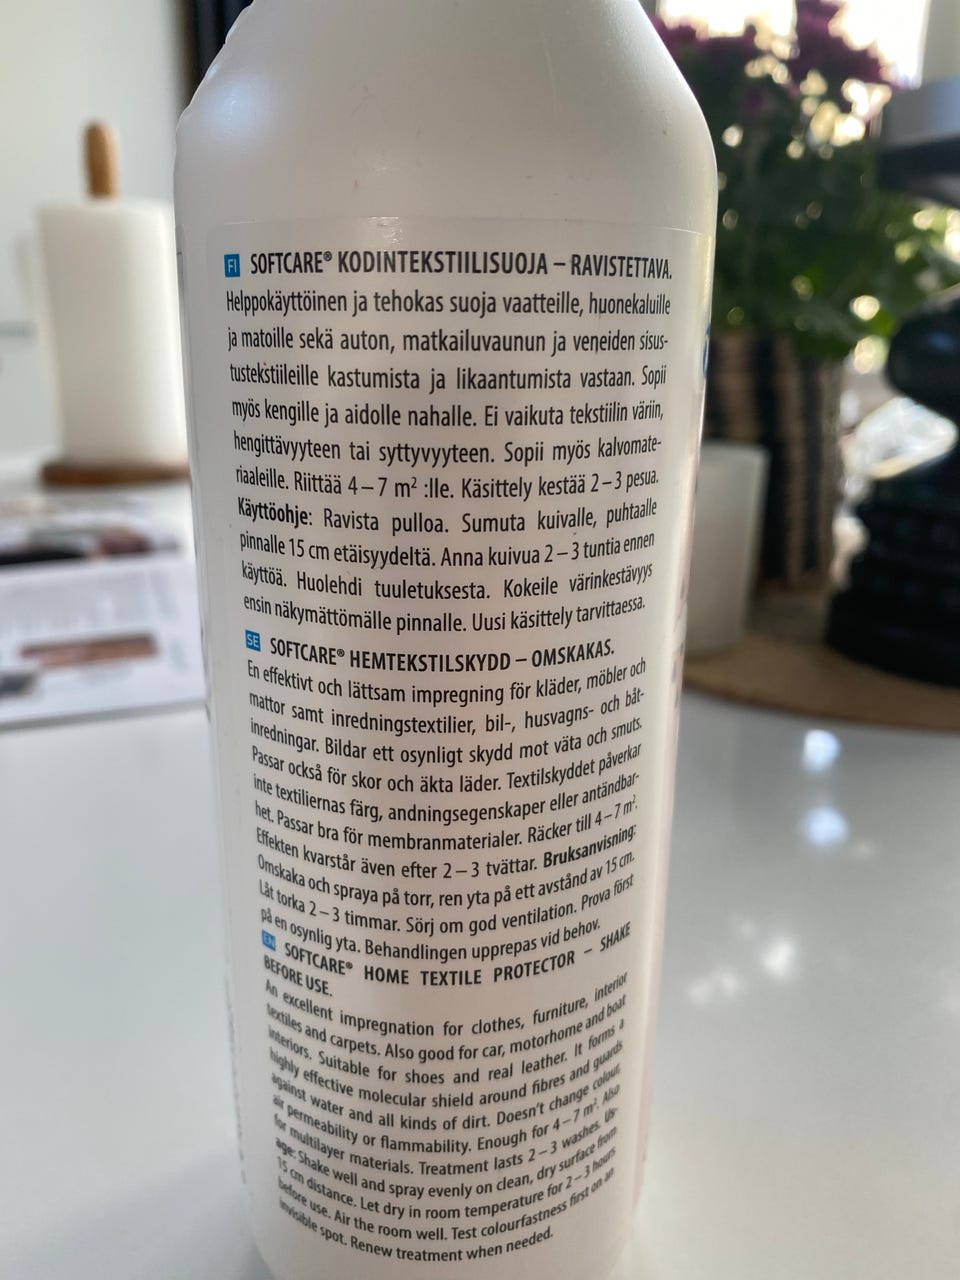 FI SOFTCARE® KODINTEKSTIILISUOJA – RAVISTETTAVA.
Helppokäyttöinen ja tehokas suoja vaatteille, huonekaluille
ja matoille sekä auton, matkailuvaunun ja veneiden sisus-
tustekstiileille kastumista ja likaantumista vastaan. Sopii
myös kengille ja aidolle nahalle. Ei vaikuta tekstiilin väriin,
hengittävyyteen tai syttyvyyteen. Sopii myös kalvomate-
riaaleille. Riittää 4 – 7 m² :lle. Käsittely kestää 2 – 3 pesua.
Käyttöohje: Ravista pulloa. Sumuta kuivalle, puhtaalle
pinnalle 15 cm etäisyydeltä. Anna kuivua 2 – 3 tuntia ennen
käyttöä. Huolehdi tuuletuksesta. Kokeile värinkestävyys
ensin näkymättömälle pinnalle. Uusi käsittely tarvittaessa.
SE SOFTCARE® HEMTEKSTILSKYDD – OMSKAKAS.
En effektivt och lättsam impregning för kläder, möbler och
mattor samt inredningstextilier, bil-, husvagns- och båt-
inredningar. Bildar ett osynligt skydd mot väta och smuts.
Passar också för skor och äkta läder. Textilskyddet påverkar
inte textiliernas färg, andningsegenskaper eller antändbar-
het. Passar bra för membranmaterialer. Räcker till 4 – 7 m².
Effekten kvarstår även efter 2 – 3 tvättar. Bruksanvisning:
Omskaka och spraya på torr, ren yta på ett avstånd av 15 cm.
Låt torka 2 – 3 timmar. Sörj om god ventilation. Prova först
på en osynlig yta. Behandlingen upprepas vid behov.
EN SOFTCARE® HOME TEXTILE PROTECTOR – SHAKE
BEFORE USE.
An excellent impregnation for clothes, furniture, interior
textiles and carpets. Also good for car, motorhome and boat
interiors. Suitable for shoes and real leather. It forms a
highly effective molecular shield around fibres and guards
against water and all kinds of dirt. Doesn't change colour,
air permeability or flammability. Enough for 4 – 7 m². Also
for multilayer materials. Treatment lasts 2 – 3 washes. Us-
age: Shake well and spray evenly on clean, dry surface from
15 cm distance. Let dry in room temperature for 2 – 3 hours
before use. Air the room well. Test colourfastness first on an
invisible spot. Renew treatment when needed.